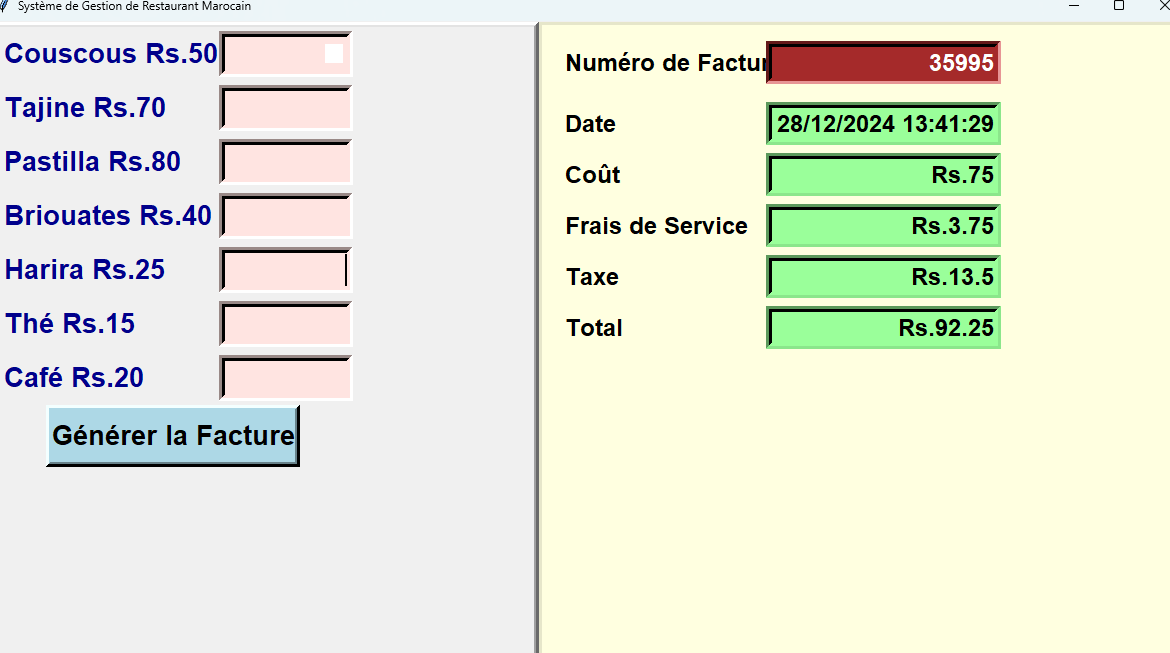 Système de Gestion de Restaurant Marocain
Couscous Rs.50
Tajine Rs.70
Pastilla Rs.80
Briouates Rs.40
Harira Rs.25
Thé Rs.15
Café Rs.20
Générer la Facture
Numéro de Factur 35995
Date 28/12/2024 13:41:29
Coût Rs.75
Frais de Service Rs.3.75
Taxe Rs.13.5
Total Rs.92.25